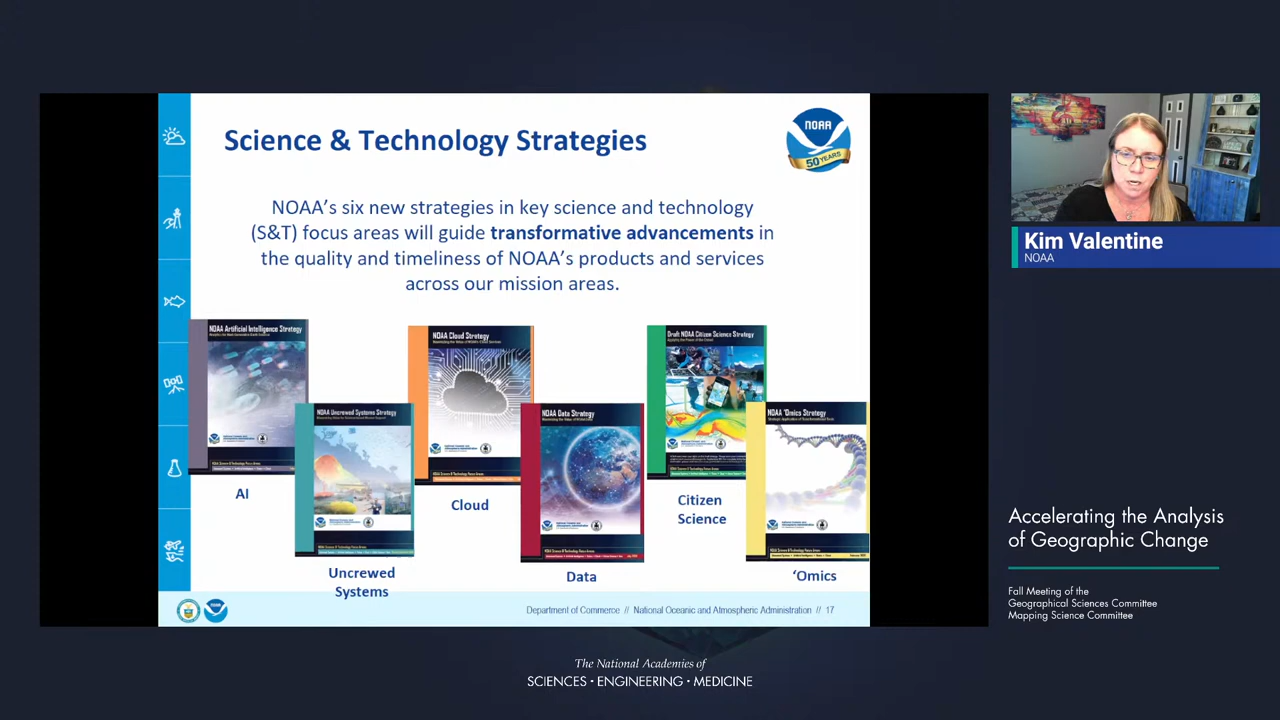 Science & Technology Strategies
NOAA
50 YEARS
NOAA's six new strategies in key science and technology
(S&T) focus areas will guide transformative advancements in
the quality and timeliness of NOAA's products and services
across our mission areas.
NOAA Artificial Intelligence Strategy
AI
NOAA Uncrewed Systems Strategy
Uncrewed
Systems
NOAA Cloud Strategy
Cloud
NOAA Data Strategy
Data
Draft NOAA Citizen Science Strategy
Citizen
Science
NOAA 'Omics Strategy
'Omics
Department of Commerce // National Oceanic and Atmospheric Administration // 17
Kim Valentine
NOAA
Accelerating the Analysis
of Geographic Change
Fall Meeting of the
Geographical Sciences Committee
Mapping Science Committee
The National Academies of
SCIENCES · ENGINEERING · MEDICINE